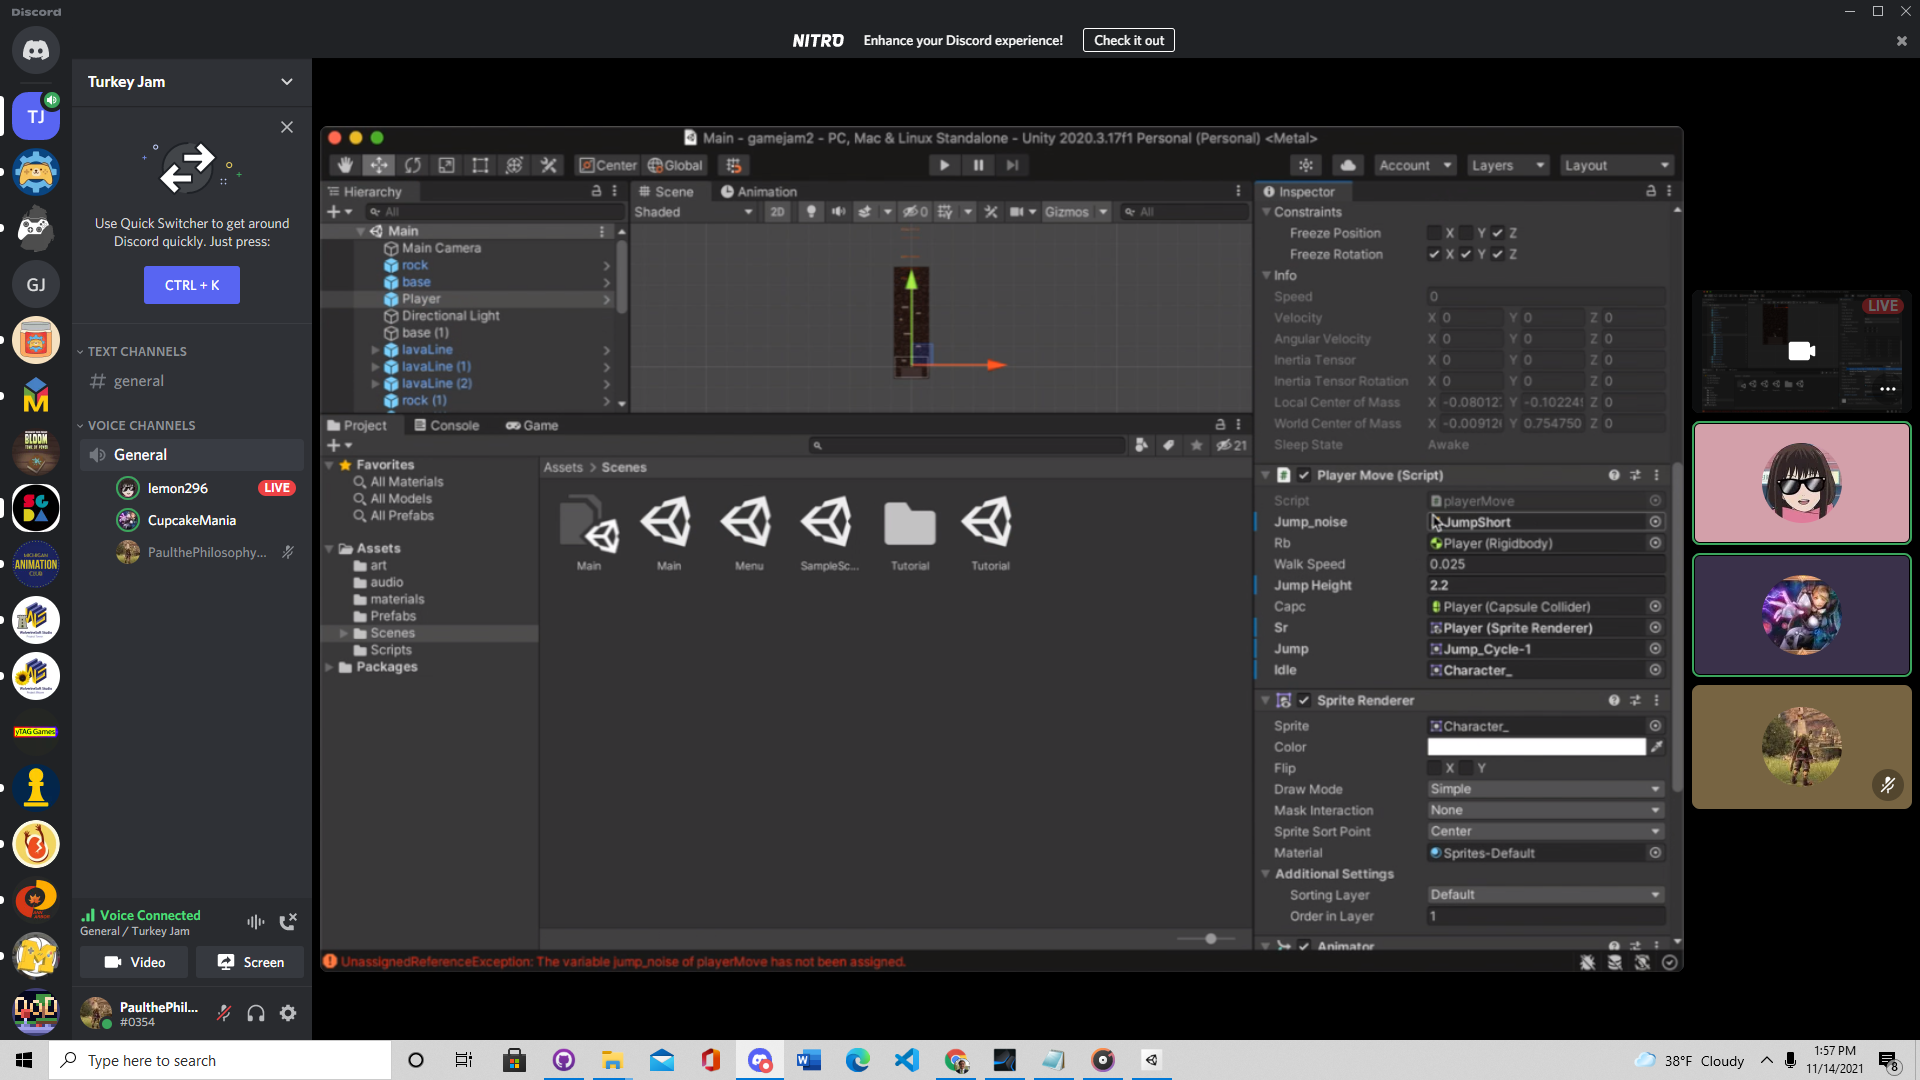 Discord
NITRO Enhance your Discord experience! Check it out
Turkey Jam
TJ
Use Quick Switcher to get around
Discord quickly. Just press:
CTRL + K
GJ
TEXT CHANNELS
general
VOICE CHANNELS
General
lemon296 LIVE
CupcakeMania
PaulthePhilosophy...
BLOOM
MICHIGAN
ANIMATION
CLUB
yTAG Games
Voice Connected
General / Turkey Jam
Video Screen
PaulthePhil...
#0354
Main - gamejam2 - PC, Mac & Linux Standalone - Unity 2020.3.17f1 Personal (Personal) <Metal>
Center Global Account Layers Layout
Hierarchy
All
Main
Main Camera
rock
base
Player
Directional Light
base (1)
lavaLine
lavaLine (1)
lavaLine (2)
rock (1)
Scene Animation
Shaded 2D 0 Gizmos All
Project Console Game
21
Favorites
All Materials
All Models
All Prefabs
Assets
art
audio
materials
Prefabs
Scenes
Scripts
Packages
Assets > Scenes
Main Main Menu SampleSc... Tutorial Tutorial
Inspector
Constraints
Freeze Position X Y Z
Freeze Rotation X Y Z
Info
Speed 0
Velocity X 0 Y 0 Z 0
Angular Velocity X 0 Y 0 Z 0
Inertia Tensor X 0 Y 0 Z 0
Inertia Tensor Rotation X 0 Y 0 Z 0
Local Center of Mass X -0.08012 Y -0.10224 Z 0
World Center of Mass X -0.00912 Y 0.754750 Z 0
Sleep State Awake
Player Move (Script)
Script playerMove
Jump_noise JumpShort
Rb Player (Rigidbody)
Walk Speed 0.025
Jump Height 2.2
Capc Player (Capsule Collider)
Sr Player (Sprite Renderer)
Jump Jump_Cycle-1
Idle Character_
Sprite Renderer
Sprite Character_
Color
Flip X Y
Draw Mode Simple
Mask Interaction None
Sprite Sort Point Center
Material Sprites-Default
Additional Settings
Sorting Layer Default
Order in Layer 1
Animator
UnassignedReferenceException: The variable jump_noise of playerMove has not been assigned.
LIVE
Type here to search
38°F Cloudy
1:57 PM
11/14/2021
8